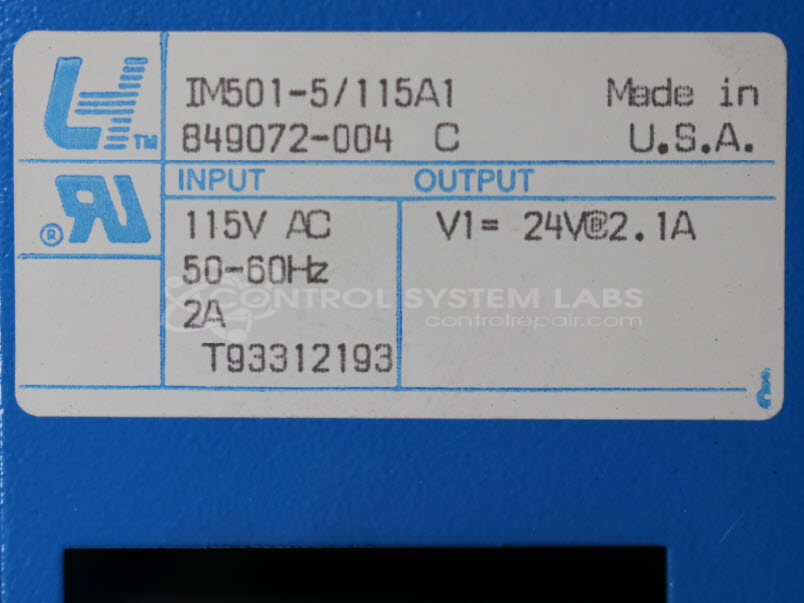 LH™
IM501-5/115A1
Made in
849072-004 C
U.S.A.
INPUT
OUTPUT
115V AC
V1= 24V@2.1A
50-60Hz
2A
T93312193
CONTROL SYSTEM LABS
controlrepair.com